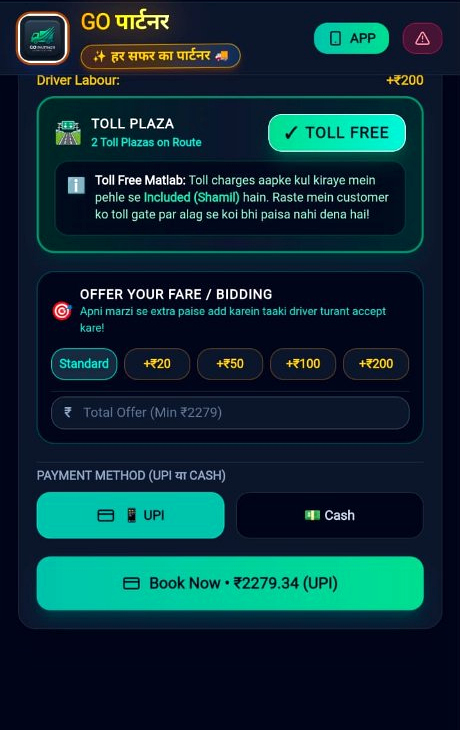 GO पार्टनर
✨ हर सफर का पार्टनर 🚚
APP
Driver Labour: +₹200
TOLL PLAZA
2 Toll Plazas on Route
✓ TOLL FREE
Toll Free Matlab: Toll charges aapke kul kiraye mein
pehle se Included (Shamil) hain. Raste mein customer
ko toll gate par alag se koi bhi paisa nahi dena hai!
OFFER YOUR FARE / BIDDING
Apni marzi se extra paise add karein taaki driver turant accept
kare!
Standard +₹20 +₹50 +₹100 +₹200
₹ Total Offer (Min ₹2279)
PAYMENT METHOD (UPI या CASH)
UPI
Cash
Book Now • ₹2279.34 (UPI)